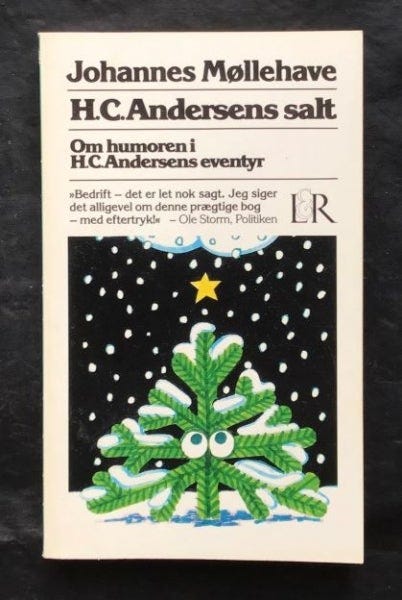 Johannes Møllehave
H.C.Andersens salt
Om humoren i
H.C.Andersens eventyr
»Bedrift – det er let nok sagt. Jeg siger
det alligevel om denne prægtige bog
– med eftertryk!« – Ole Storm, Politiken
L&R